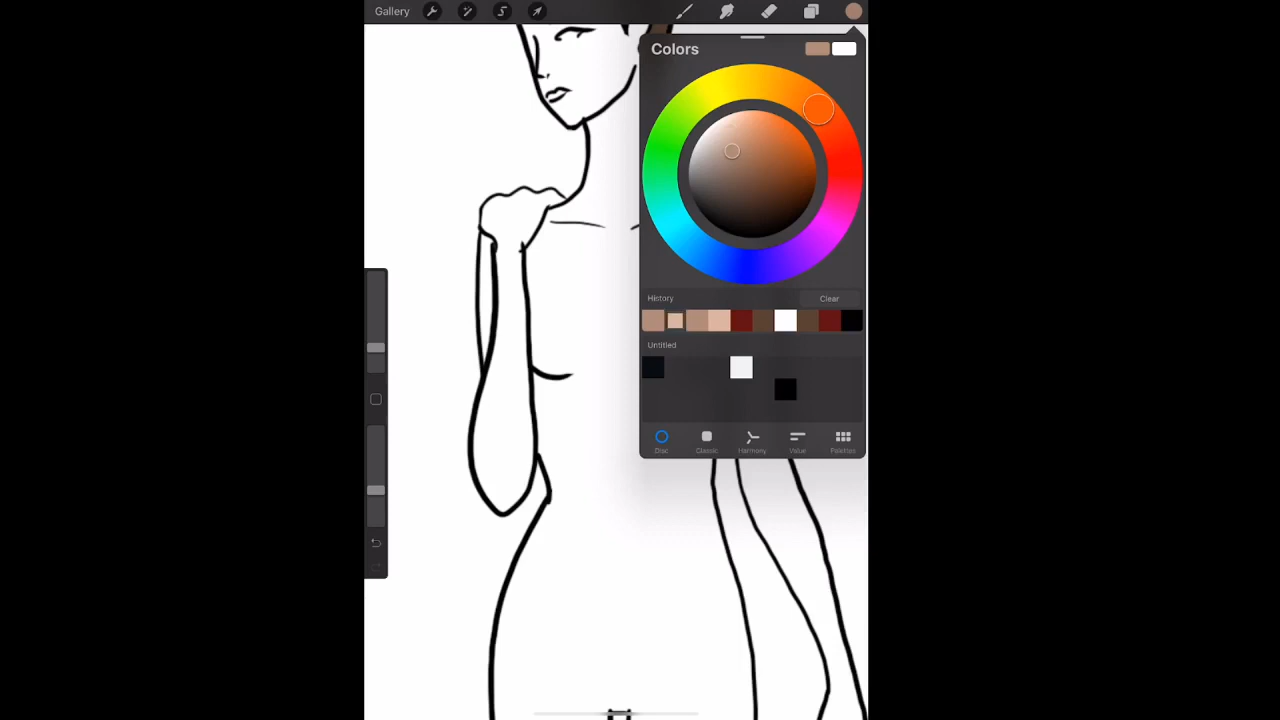 Gallery
Colors
History
Clear
Untitled
Disc
Classic
Harmony
Value
Palettes